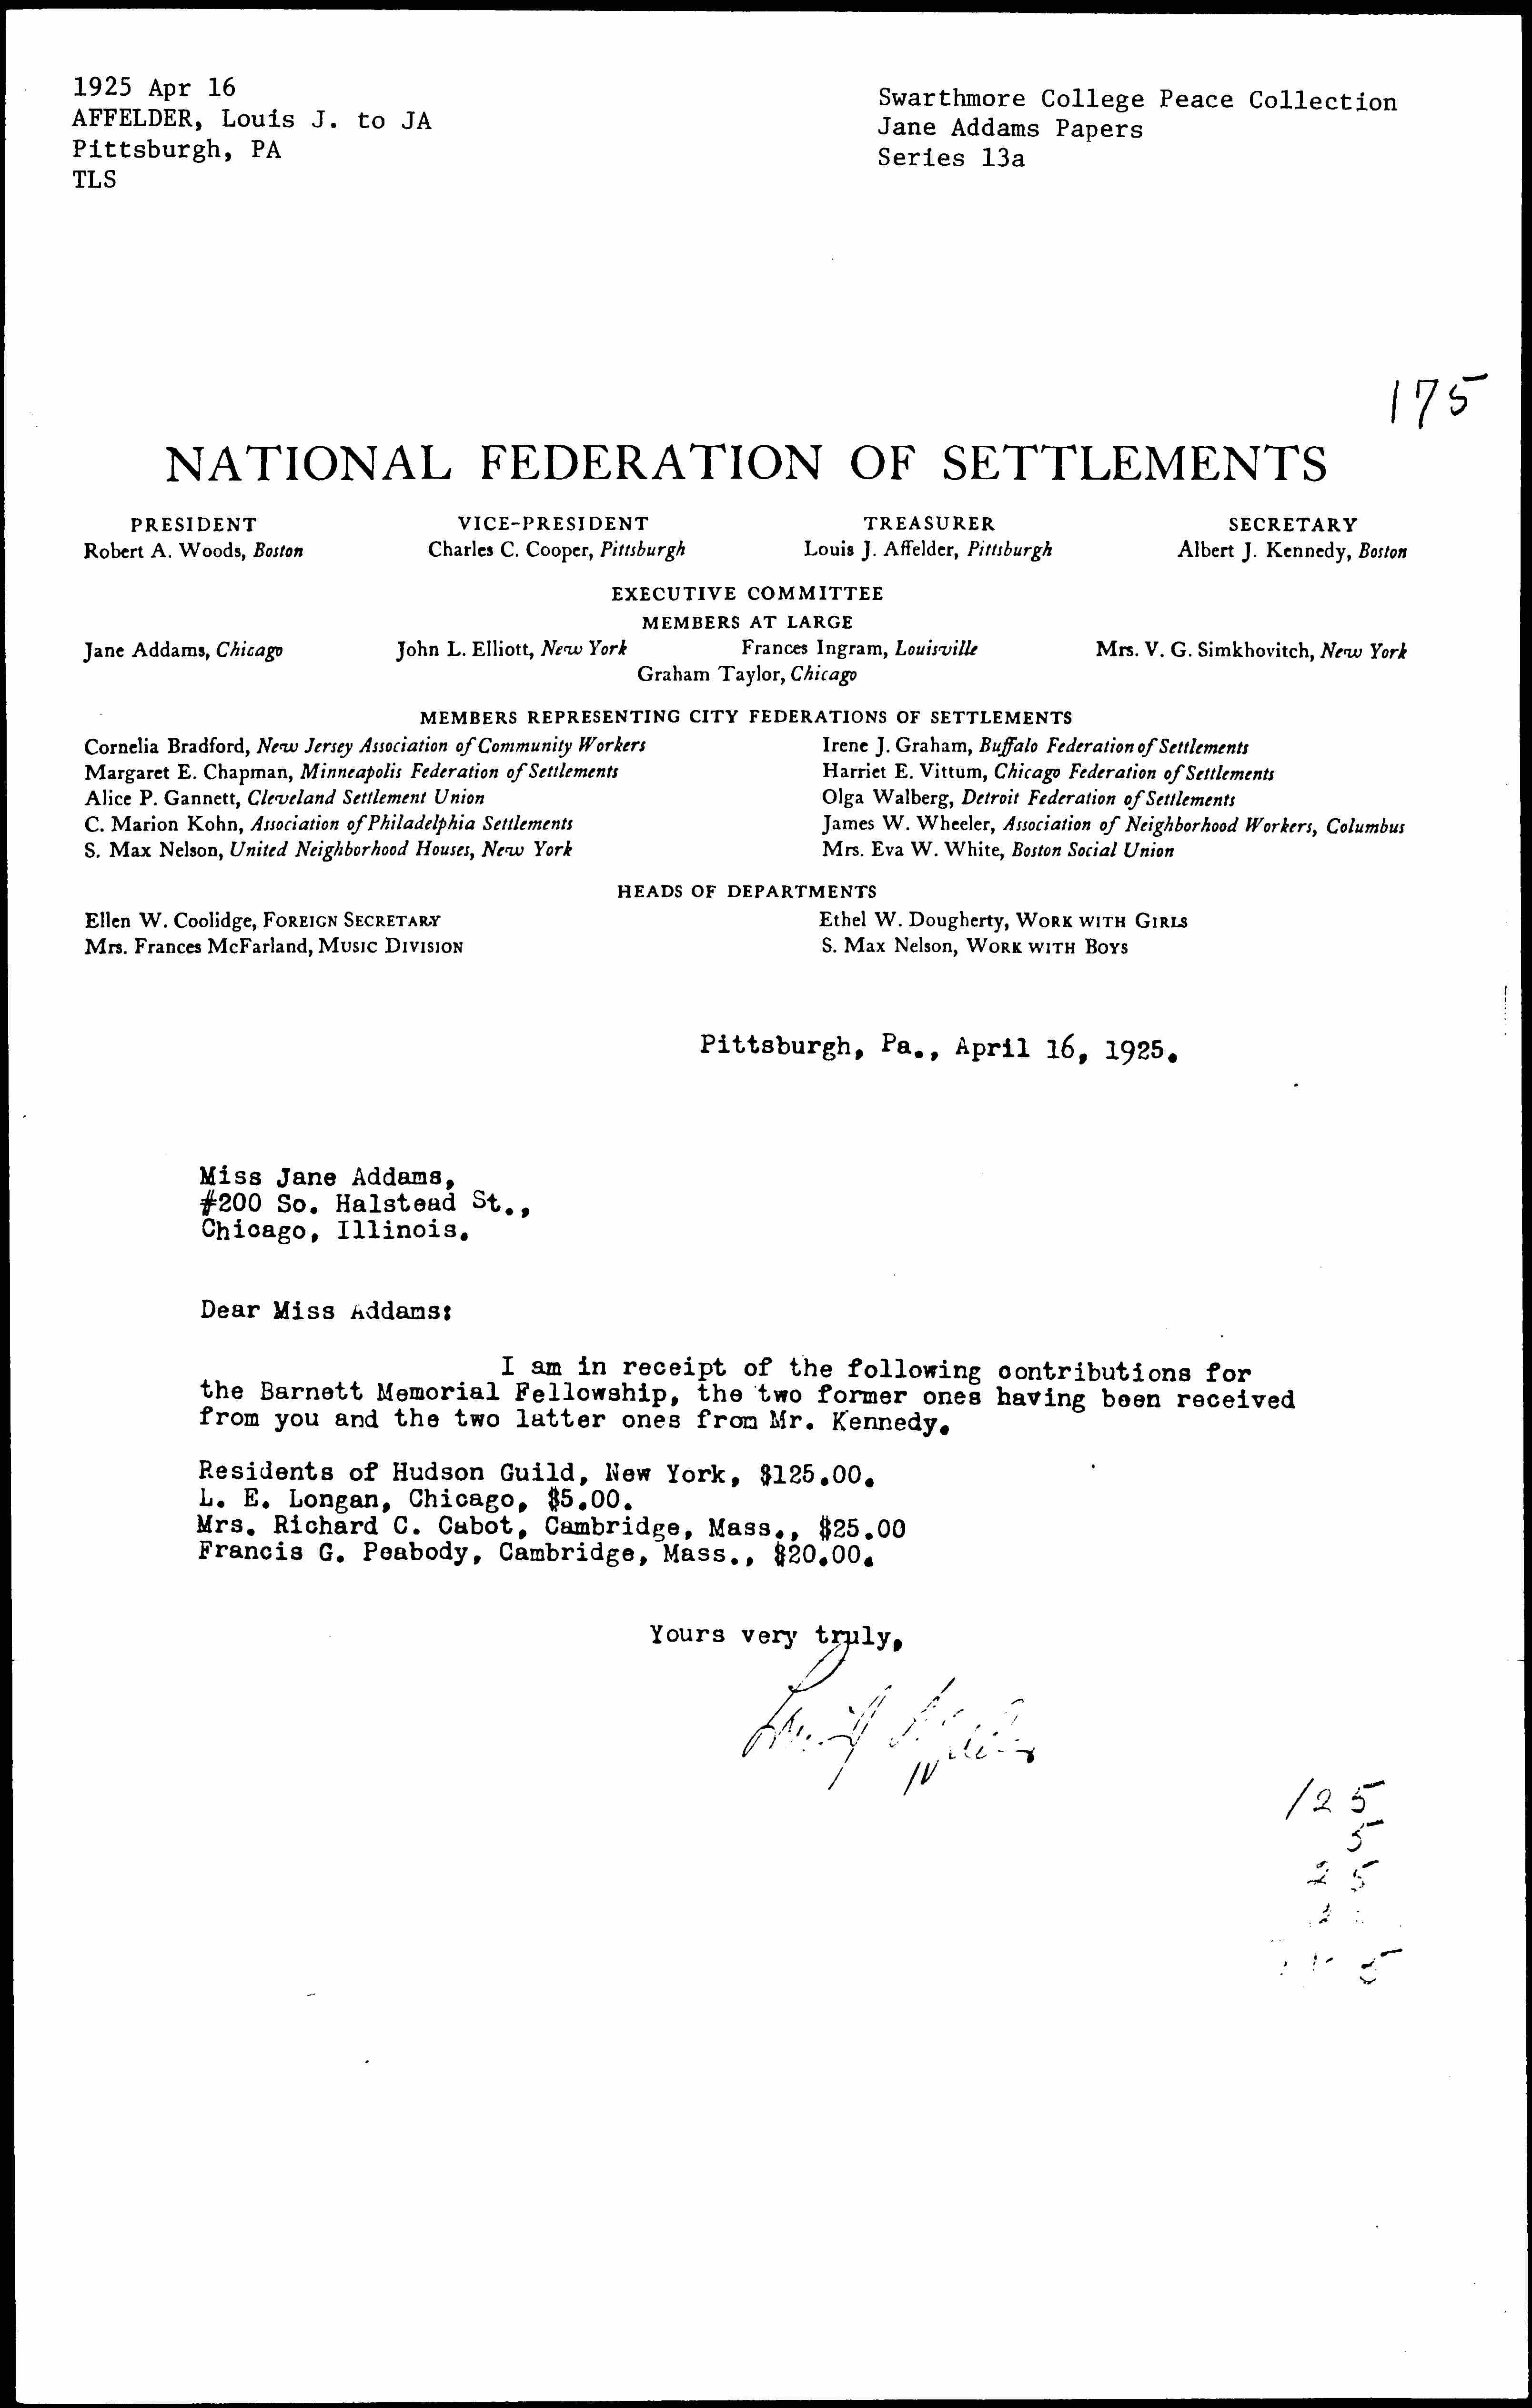 1925 Apr 16
AFFELDER, Louis J. to JA
Pittsburgh, PA
TLS
Swarthmore College Peace Collection
Jane Addams Papers
Series 13a
175
NATIONAL FEDERATION OF SETTLEMENTS
PRESIDENT VICE-PRESIDENT TREASURER SECRETARY
Robert A. Woods, Boston Charles C. Cooper, Pittsburgh Louis J. Affelder, Pittsburgh Albert J. Kennedy, Boston
EXECUTIVE COMMITTEE
MEMBERS AT LARGE
Jane Addams, Chicago John L. Elliott, New York Frances Ingram, Louisville Mrs. V. G. Simkhovitch, New York
Graham Taylor, Chicago
MEMBERS REPRESENTING CITY FEDERATIONS OF SETTLEMENTS
Cornelia Bradford, New Jersey Association of Community Workers Irene J. Graham, Buffalo Federation of Settlements
Margaret E. Chapman, Minneapolis Federation of Settlements Harriet E. Vittum, Chicago Federation of Settlements
Alice P. Gannett, Cleveland Settlement Union Olga Walberg, Detroit Federation of Settlements
C. Marion Kohn, Association of Philadelphia Settlements James W. Wheeler, Association of Neighborhood Workers, Columbus
S. Max Nelson, United Neighborhood Houses, New York Mrs. Eva W. White, Boston Social Union
HEADS OF DEPARTMENTS
Ellen W. Coolidge, FOREIGN SECRETARY Ethel W. Dougherty, WORK WITH GIRLS
Mrs. Frances McFarland, MUSIC DIVISION S. Max Nelson, WORK WITH BOYS
Pittsburgh, Pa., April 16, 1925.
Miss Jane Addams,
#200 So. Halstead St.,
Chicago, Illinois.
Dear Miss Addams:
I am in receipt of the following contributions for
the Barnett Memorial Fellowship, the two former ones having been received
from you and the two latter ones from Mr. Kennedy.
Residents of Hudson Guild, New York, $125.00.
L. E. Longan, Chicago, $5.00.
Mrs. Richard C. Cabot, Cambridge, Mass., $25.00
Francis G. Peabody, Cambridge, Mass., $20.00.
Yours very truly,
125
5
25